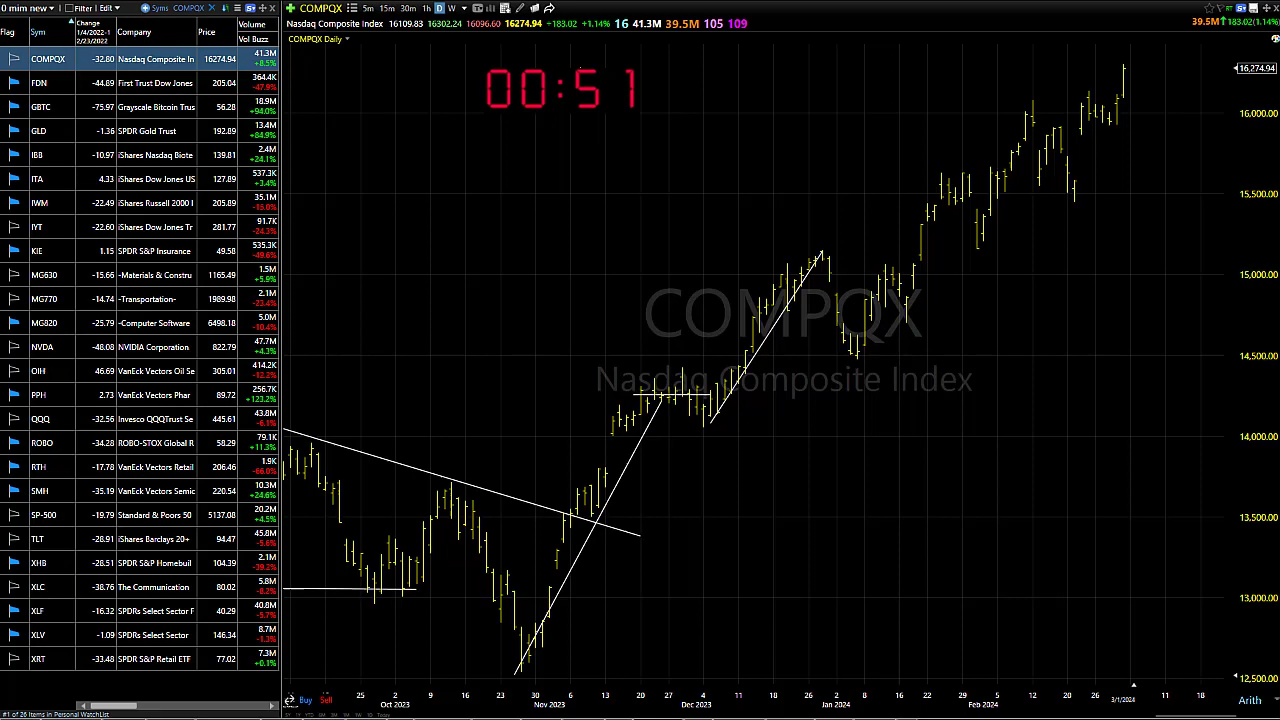 0 min new ▾ | Filter | Edit ▾ Syms COMPQX
Flag Sym Change 1/4/2022-1 2/23/2022 Company Price Volume Vol Buzz
COMPQX -32.80 Nasdaq Composite In 16274.94 41.3M +8.5%
FDN -44.89 First Trust Dow Jones 205.04 364.4K -47.9%
GBTC -75.97 Grayscale Bitcoin Trus 56.28 18.9M +94.0%
GLD -1.36 SPDR Gold Trust 192.89 13.4M +84.9%
IBB -10.97 iShares Nasdaq Biote 139.81 2.4M +24.1%
ITA 4.33 iShares Dow Jones US 127.89 537.3K +3.4%
IWM -22.49 iShares Russell 2000 I 205.89 35.1M -15.0%
IYT -22.60 iShares Dow Jones Tr 281.77 91.7K -24.3%
KIE 1.15 SPDR S&P Insurance 49.58 535.3K -49.6%
MG630 -15.66 -Materials & Constru 1165.49 1.5M +5.9%
MG770 -14.74 -Transportation- 1989.98 2.1M -23.4%
MG820 -25.79 -Computer Software 6498.18 5.0M -10.4%
NVDA -48.08 NVIDIA Corporation 822.79 47.7M +4.3%
OIH 46.69 VanEck Vectors Oil Se 305.01 414.2K -12.2%
PPH 2.73 VanEck Vectors Phar 89.72 256.7K +123.2%
QQQ -32.56 Invesco QQQTrust Ser 445.61 43.8M -6.1%
ROBO -34.28 ROBO-STOX Global R 58.29 79.1K +11.3%
RTH -17.78 VanEck Vectors Retail 206.46 1.9K -66.0%
SMH -35.19 VanEck Vectors Semic 220.54 10.3M +24.6%
SP-500 -19.79 Standard & Poors 50 5137.08 20.2M +4.5%
TLT -28.91 iShares Barclays 20+ 94.47 45.8M -5.6%
XHB -28.51 SPDR S&P Homebuil 104.39 2.1M -39.2%
XLC -38.76 The Communication 80.02 5.8M -8.2%
XLF -16.32 SPDRs Select Sector F 40.29 40.8M -5.7%
XLV -1.09 SPDRs Select Sector 146.34 8.7M -1.3%
XRT -33.48 SPDR S&P Retail ETF 77.02 7.3M +0.1%
#1 of 26 Items in Personal WatchList
COMPQX 5m 15m 30m 1h D W RT
Nasdaq Composite Index 16109.83 16302.24 16096.60 16274.94 +183.02 +1.14% 16 41.3M 39.5M 105 109 39.5M 183.02(1.14%)
COMPQX Daily
00:51
COMPQX
Nasdaq Composite Index
16,274.94
16,000.00
15,500.00
15,000.00
14,500.00
14,000.00
13,500.00
13,000.00
12,500.00
25 2 9 16 23 30 6 13 20 27 4 11 18 26 2 8 16 22 29 5 12 20 26 11 18
Buy Sell Oct 2023 Nov 2023 Dec 2023 Jan 2024 Feb 2024 3/1/2024 Arith